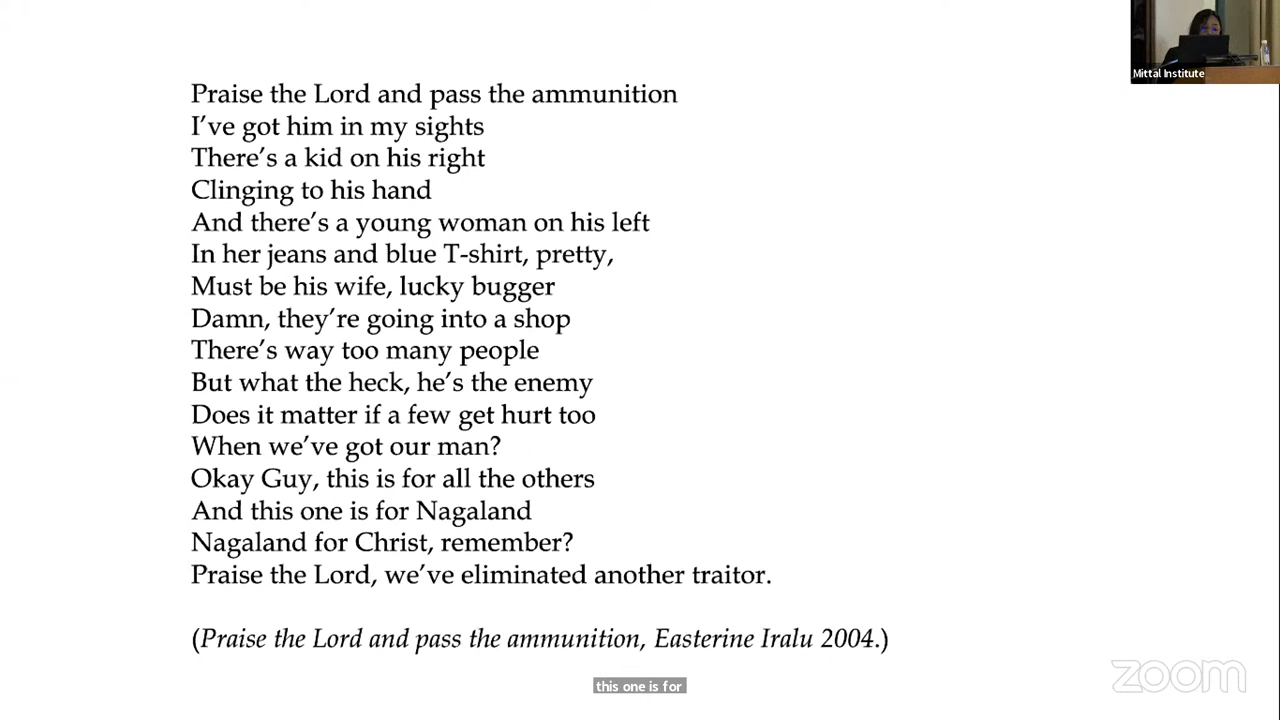 Mittal Institute
Praise the Lord and pass the ammunition
I've got him in my sights
There's a kid on his right
Clinging to his hand
And there's a young woman on his left
In her jeans and blue T-shirt, pretty,
Must be his wife, lucky bugger
Damn, they're going into a shop
There's way too many people
But what the heck, he's the enemy
Does it matter if a few get hurt too
When we've got our man?
Okay Guy, this is for all the others
And this one is for Nagaland
Nagaland for Christ, remember?
Praise the Lord, we've eliminated another traitor.
(Praise the Lord and pass the ammunition, Easterine Iralu 2004.)
this one is for
zoom